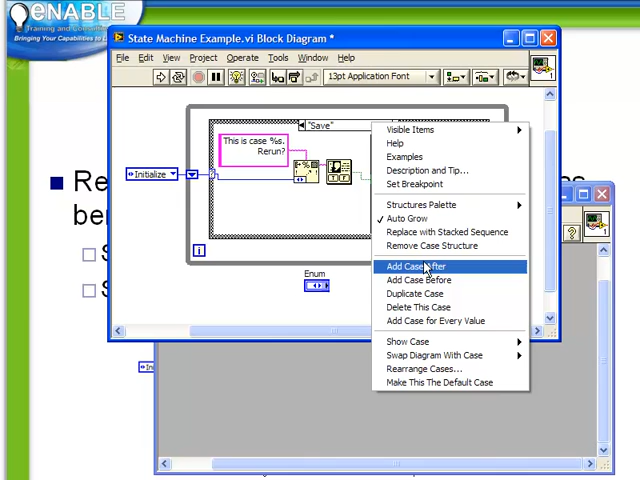 eNABLE
Training and Consulting
Bringing Your Capabilities to
State Machine Example.vi Block Diagram *
File Edit View Project Operate Tools Window Help
13pt Application Font
"Save"
This is case %s.
Rerun?
Initialize
i
Enum
Visible Items
Help
Examples
Description and Tip...
Set Breakpoint
Structures Palette
Auto Grow
Replace with Stacked Sequence
Remove Case Structure
Add Case After
Add Case Before
Duplicate Case
Delete This Case
Add Case for Every Value
Show Case
Swap Diagram With Case
Rearrange Cases...
Make This The Default Case
Re
be